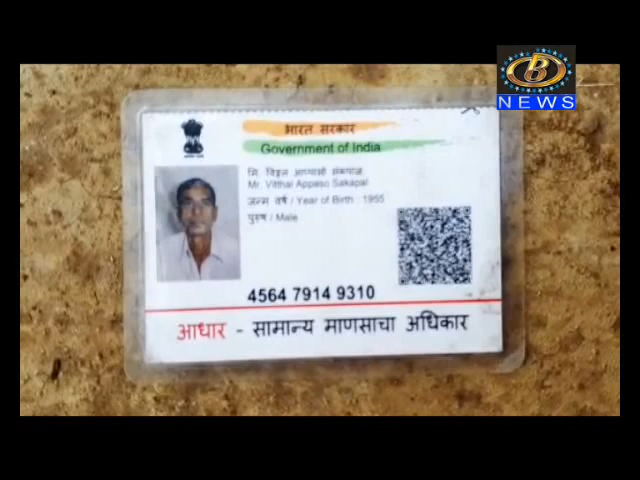 B
NEWS
भारत सरकार
Government of India
Mr. Vitthal Appaso Sakapal
जन्म वर्ष / Year of Birth : 1955
पुरुष / Male
4564 7914 9310
आधार - सामान्य माणसाचा अधिकार